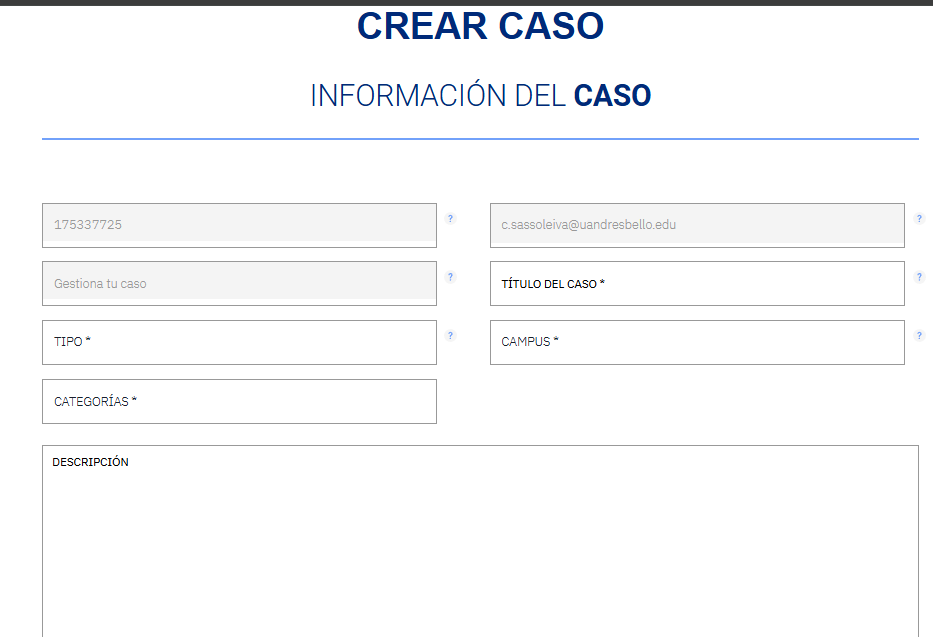 CREAR CASO
INFORMACIÓN DEL CASO
175337725 ?
c.sassoleiva@uandresbello.edu ?
Gestiona tu caso ?
TÍTULO DEL CASO * ?
TIPO * ?
CAMPUS * ?
CATEGORÍAS *
DESCRIPCIÓN